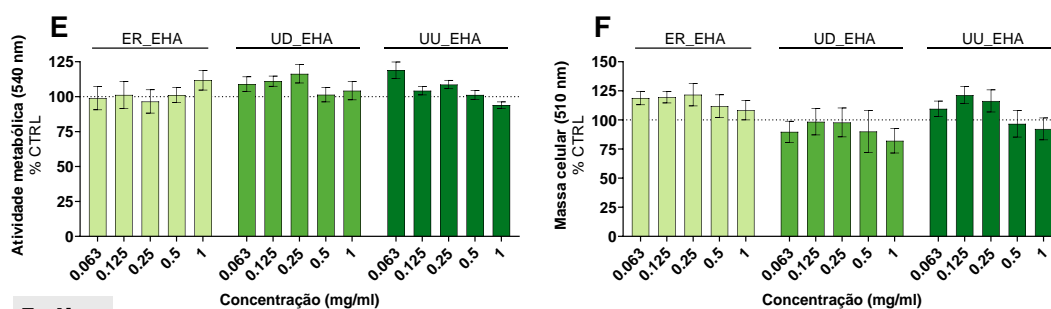 E
ER_EHA UD_EHA UU_EHA
Atividade metabólica (540 nm)
% CTRL
125
100
75
50
25
0
0.063 0.125 0.25 0.5 1 0.063 0.125 0.25 0.5 1 0.063 0.125 0.25 0.5 1
Concentração (mg/ml)
F
ER_EHA UD_EHA UU_EHA
Massa celular (510 nm)
% CTRL
150
125
100
75
50
25
0
0.063 0.125 0.25 0.5 1 0.063 0.125 0.25 0.5 1 0.063 0.125 0.25 0.5 1
Concentração (mg/ml)